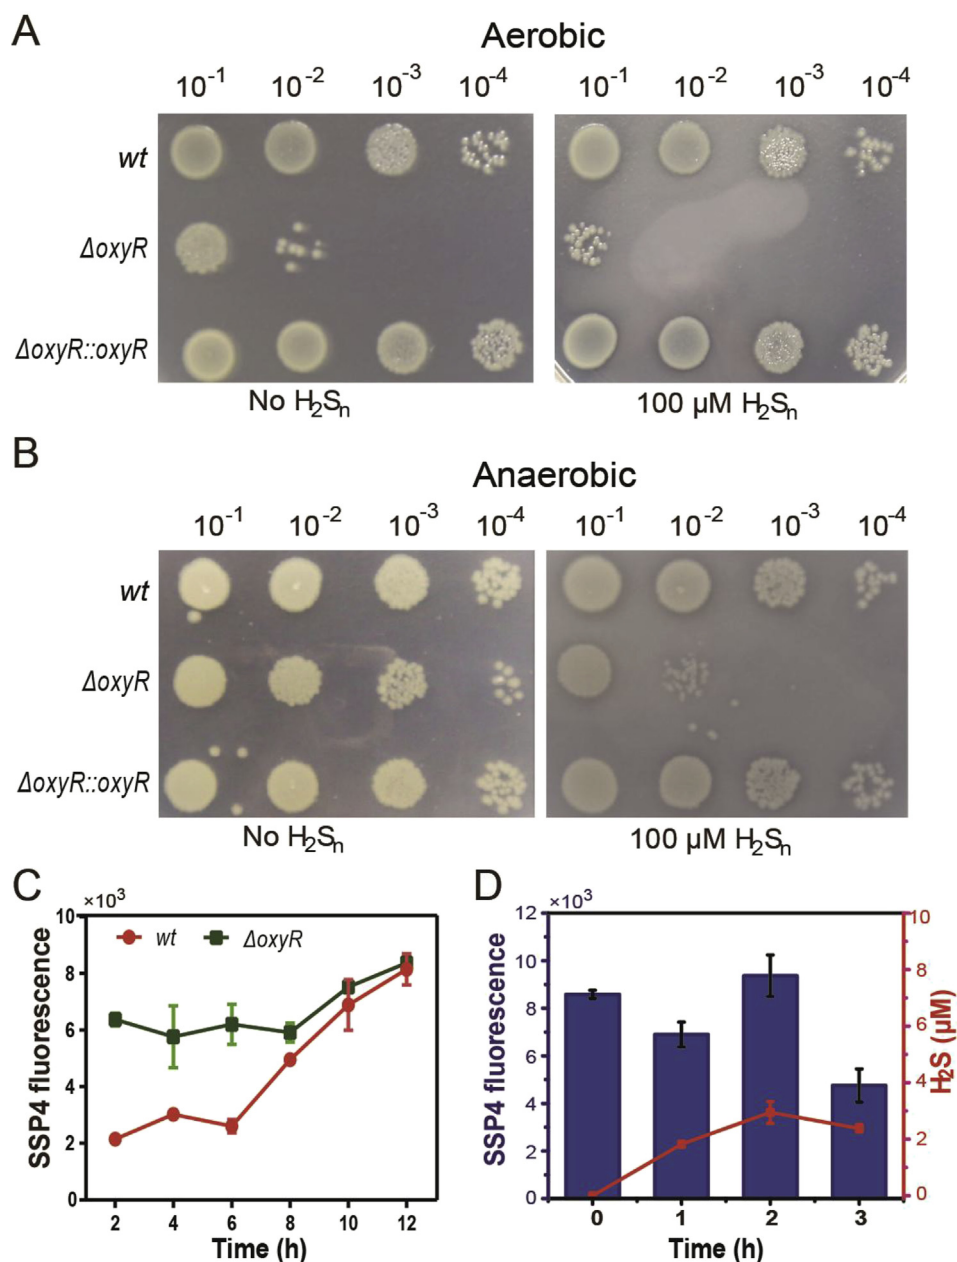 A
Aerobic
10⁻¹ 10⁻² 10⁻³ 10⁻⁴ 10⁻¹ 10⁻² 10⁻³ 10⁻⁴
wt
ΔoxyR
ΔoxyR::oxyR
No H₂Sₙ 100 µM H₂Sₙ
B
Anaerobic
10⁻¹ 10⁻² 10⁻³ 10⁻⁴ 10⁻¹ 10⁻² 10⁻³ 10⁻⁴
wt
ΔoxyR
ΔoxyR::oxyR
No H₂Sₙ 100 µM H₂Sₙ
C
×10³
10
8
6
4
2
0
SSP4 fluorescence
wt ΔoxyR
2 4 6 8 10 12
Time (h)
D
×10³
12
10
8
6
4
2
0
SSP4 fluorescence
10
8
6
4
2
0
H₂S (µM)
0 1 2 3
Time (h)